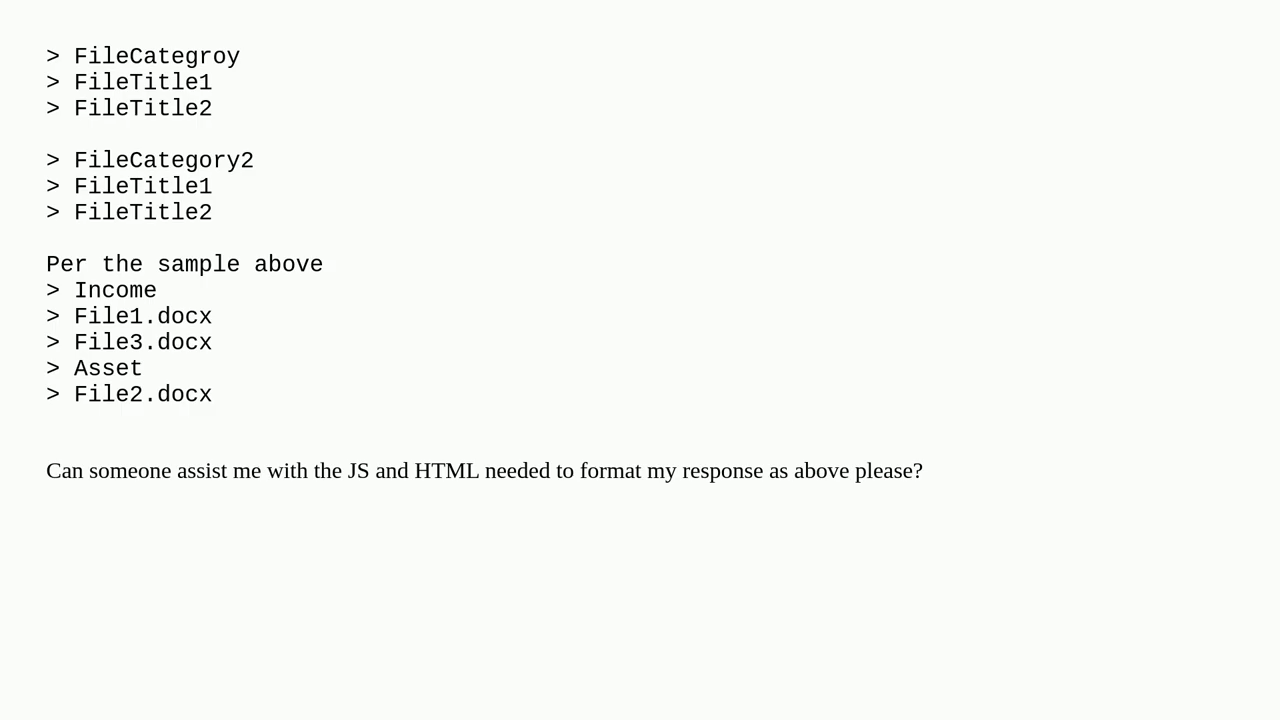 > FileCategroy
> FileTitle1
> FileTitle2
> FileCategory2
> FileTitle1
> FileTitle2
Per the sample above
> Income
> File1.docx
> File3.docx
> Asset
> File2.docx
Can someone assist me with the JS and HTML needed to format my response as above please?